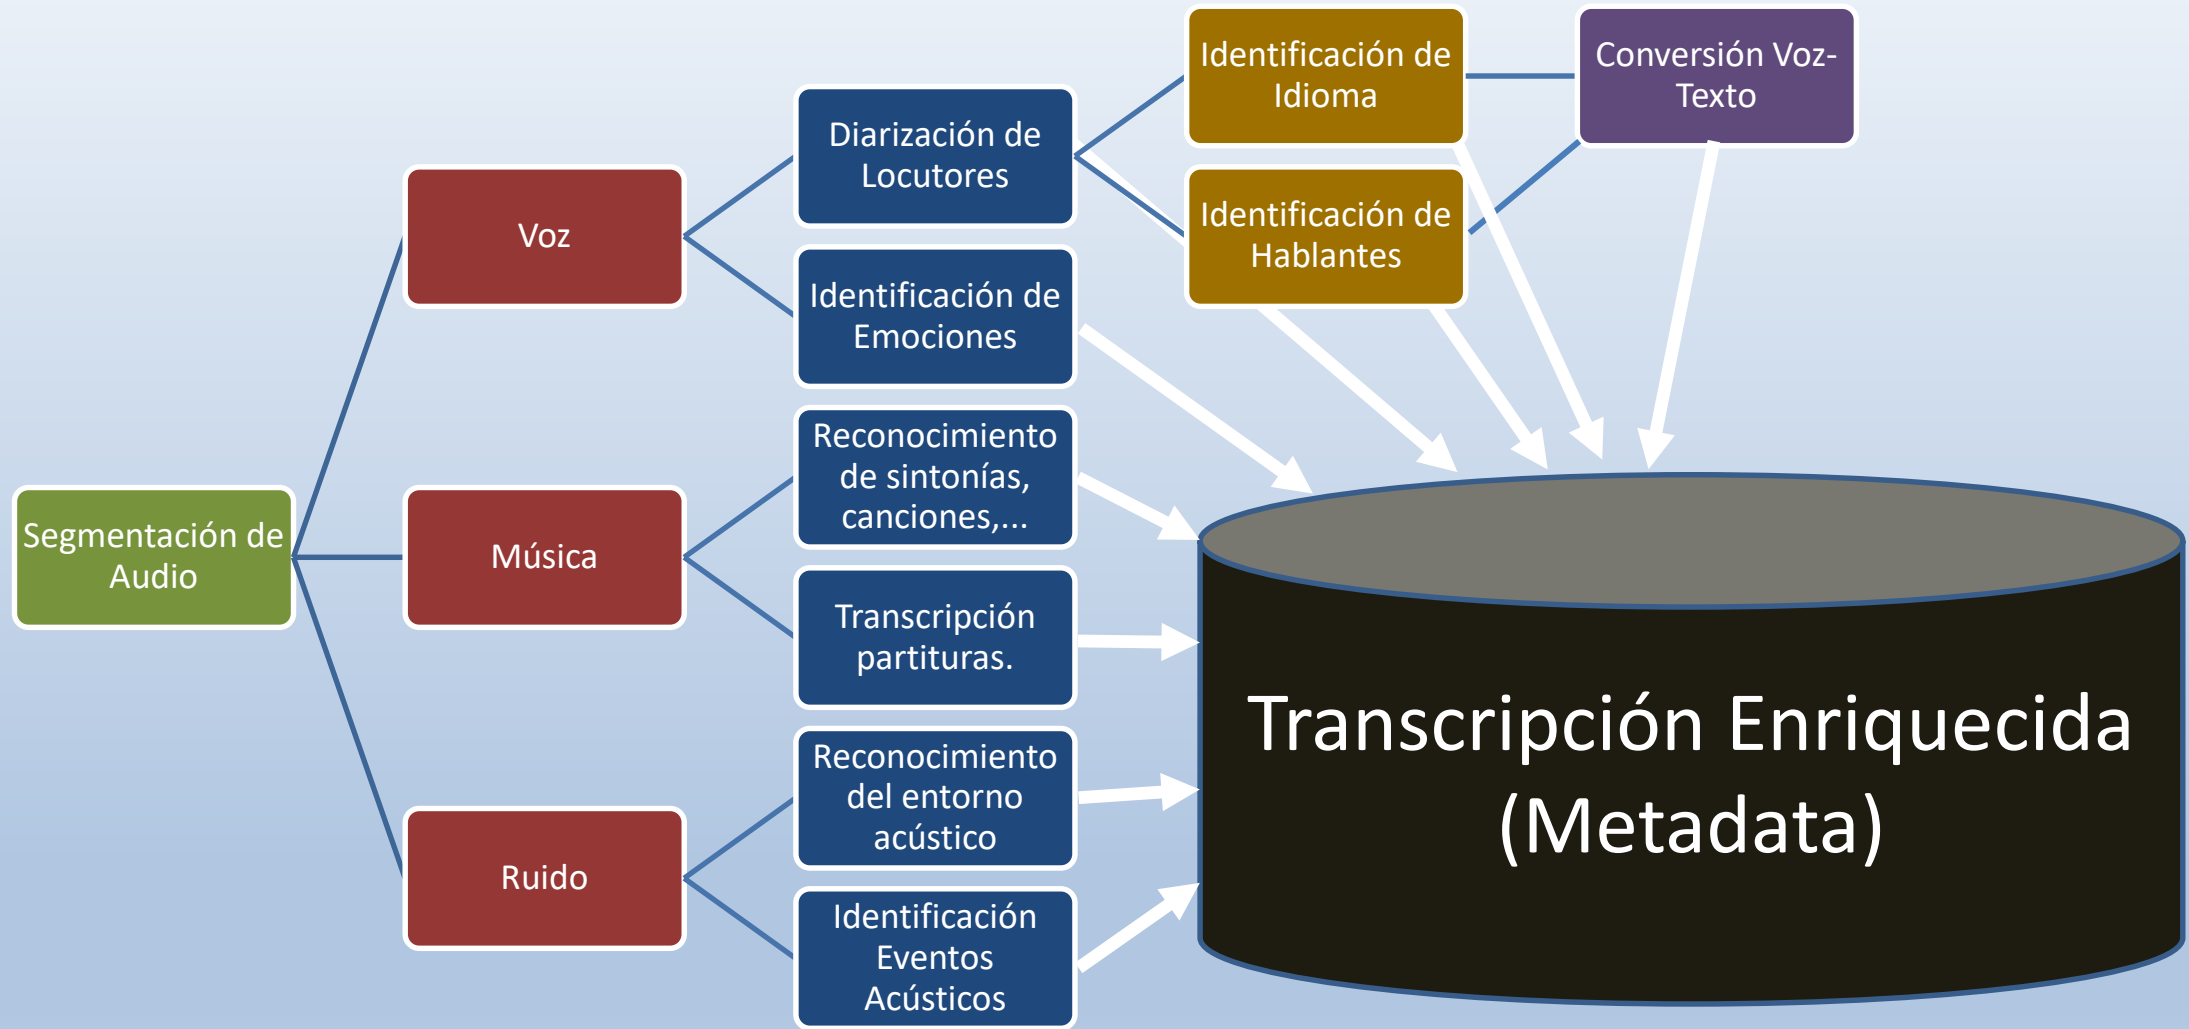 Segmentación de
Audio
Voz
Música
Ruido
Diarización de
Locutores
Identificación de
Emociones
Reconocimiento
de sintonías,
canciones,...
Transcripción
partituras.
Reconocimiento
del entorno
acústico
Identificación
Eventos
Acústicos
Identificación de
Idioma
Identificación de
Hablantes
Conversión Voz-
Texto
Transcripción Enriquecida
(Metadata)